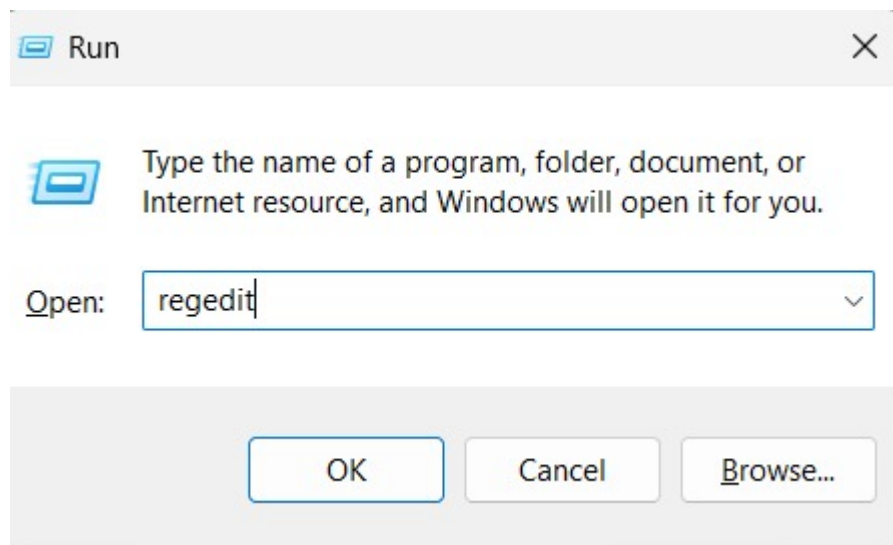 Run
Type the name of a program, folder, document, or
Internet resource, and Windows will open it for you.
Open: regedit
OK Cancel Browse...